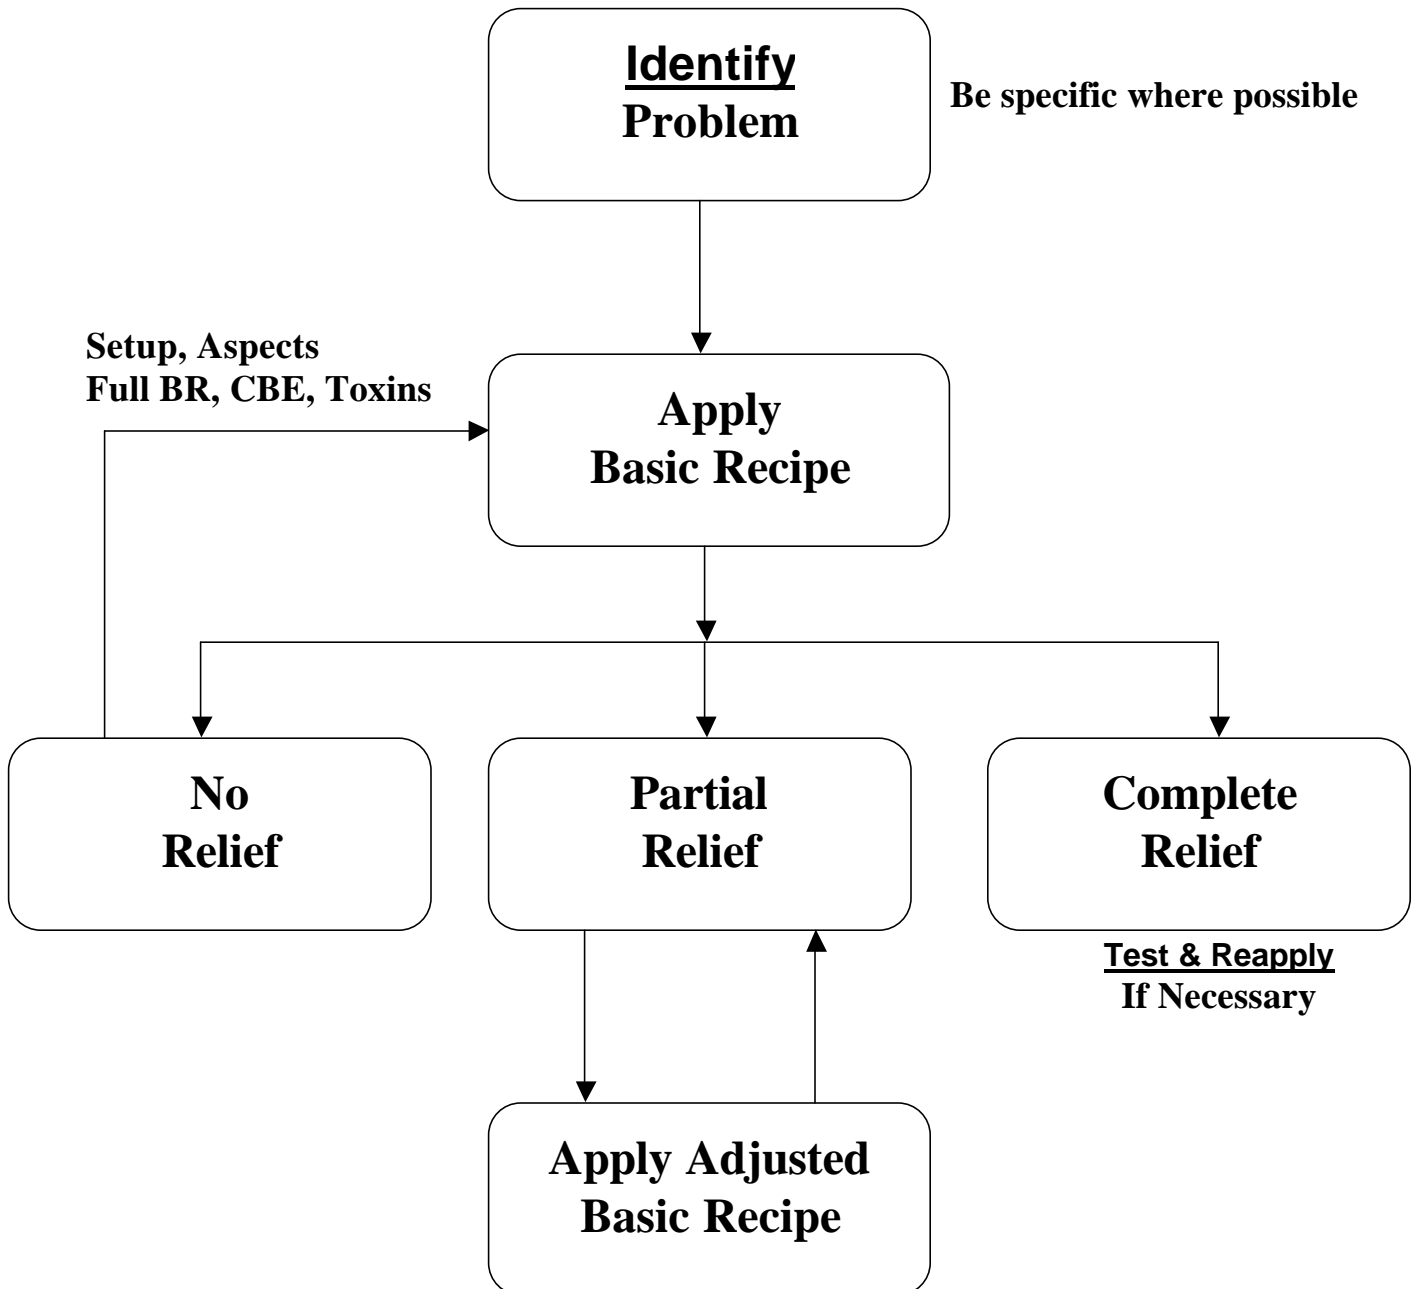 Identify
Problem
Be specific where possible
Setup, Aspects
Full BR, CBE, Toxins
Apply
Basic Recipe
No
Relief
Partial
Relief
Complete
Relief
Test & Reapply
If Necessary
Apply Adjusted
Basic Recipe